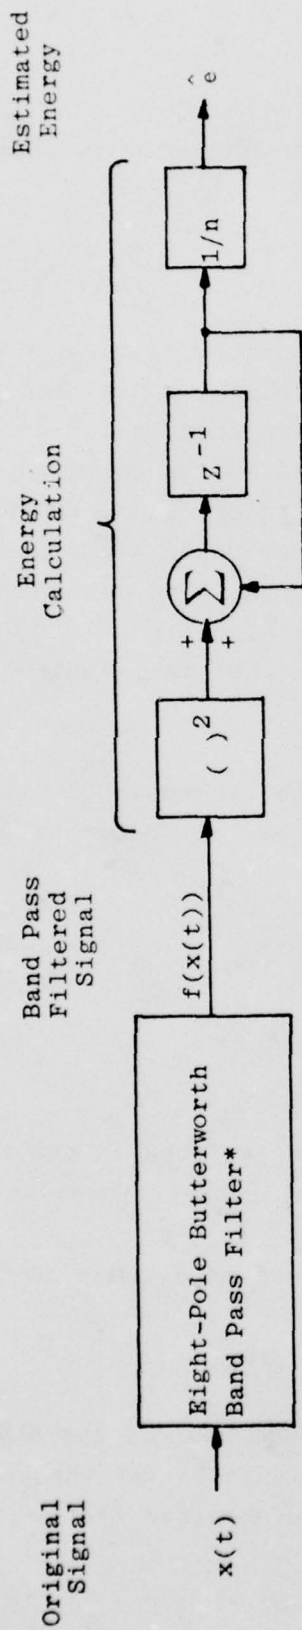 Original
Signal
x(t)
Eight-Pole Butterworth
Band Pass Filter*
Band Pass
Filtered
Signal
f(x(t))
Energy
Calculation
( )²
+
+
Σ
Z⁻¹
1/n
Estimated
Energy
ê